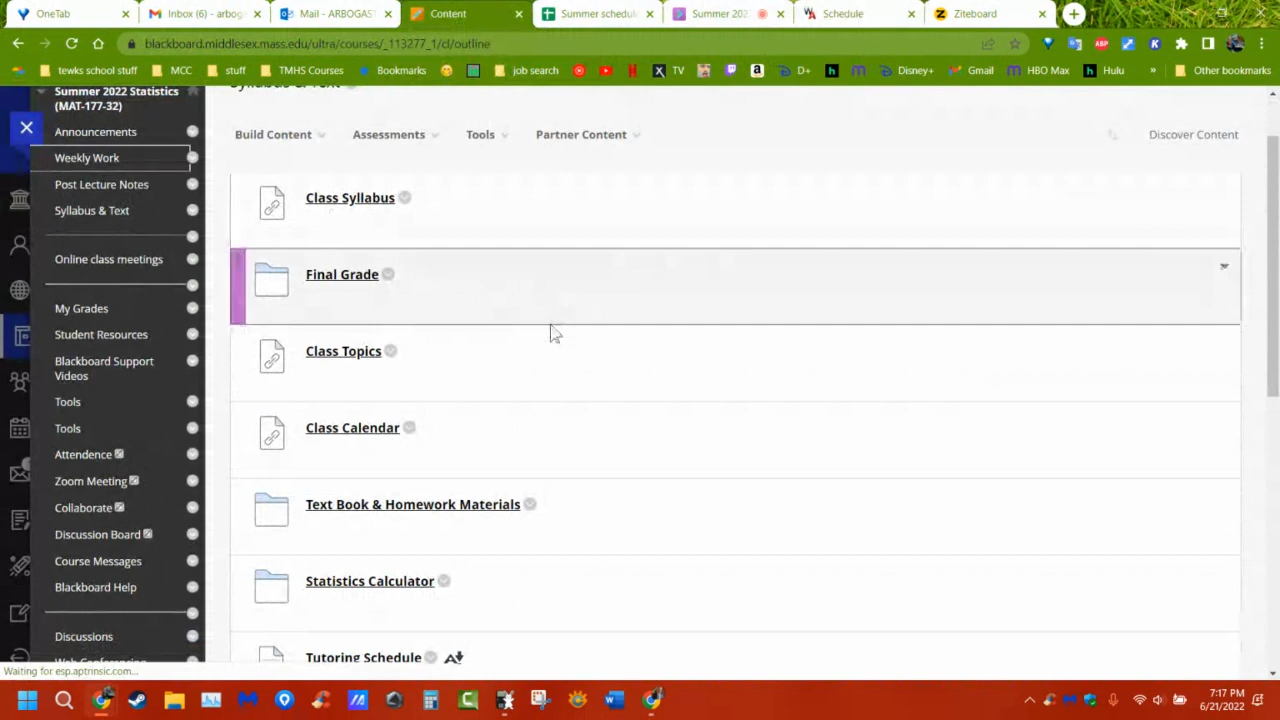 OneTab
Inbox (6) - arbog
Mail - ARBOGAST
Content
Summer schedule
Summer 202
Schedule
Ziteboard
blackboard.middlesex.mass.edu/ultra/courses/_113277_1/cl/outline
tewks school stuff
MCC
stuff
TMHS Courses
Bookmarks
job search
TV
D+
Disney+
Gmail
HBO Max
Hulu
»
Other bookmarks
Summer 2022 Statistics
(MAT-177-32)
Announcements
Weekly Work
Post Lecture Notes
Syllabus & Text
Online class meetings
My Grades
Student Resources
Blackboard Support
Videos
Tools
Tools
Attendence
Zoom Meeting
Collaborate
Discussion Board
Course Messages
Blackboard Help
Discussions
Web Conferencing
Syllabus & Text
Build Content
Assessments
Tools
Partner Content
Discover Content
Class Syllabus
Final Grade
Class Topics
Class Calendar
Text Book & Homework Materials
Statistics Calculator
Tutoring Schedule
Waiting for esp.aptrinsic.com...
7:17 PM
6/21/2022